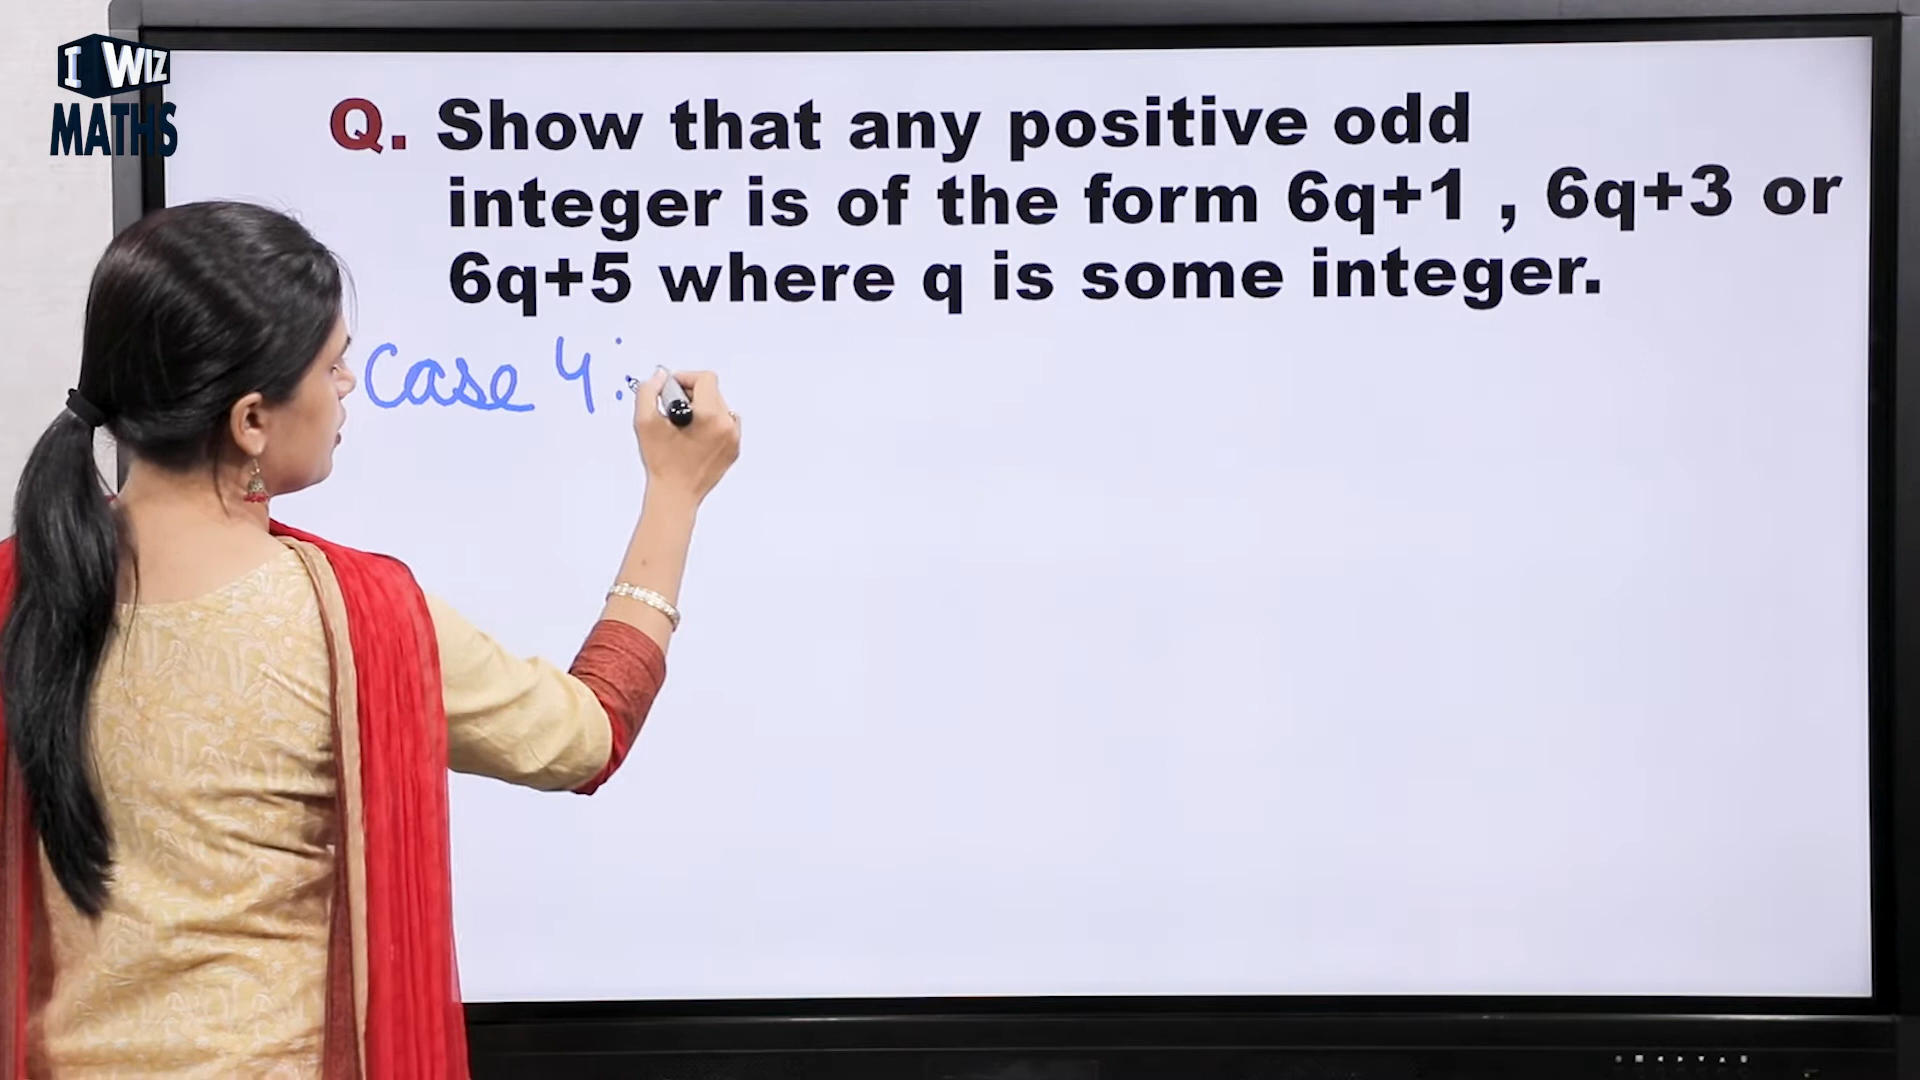 I WIZ
MATHS
Q. Show that any positive odd
integer is of the form 6q+1 , 6q+3 or
6q+5 where q is some integer.
Case 4: